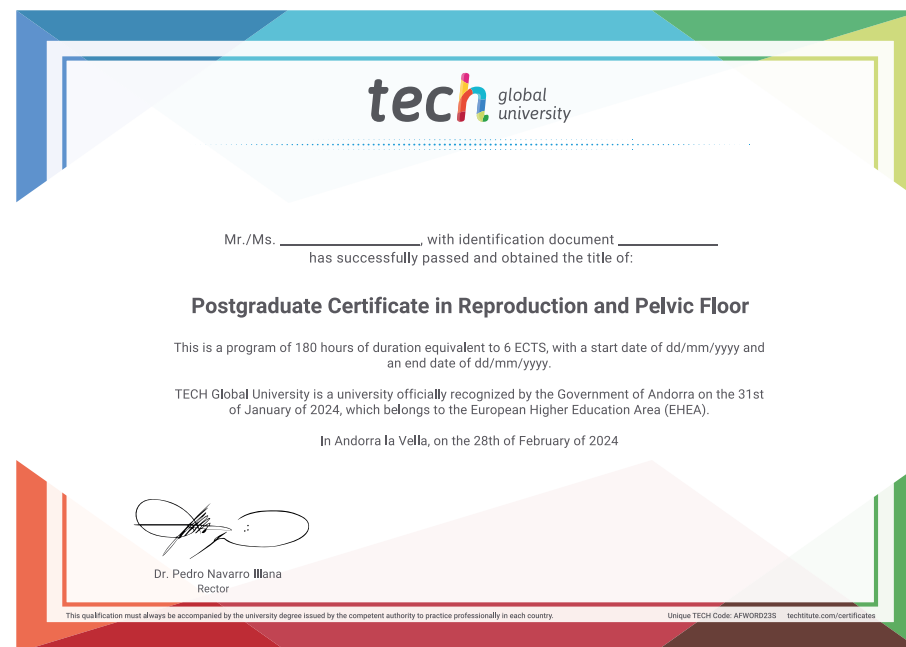 tech global
university
Mr./Ms. ____________, with identification document ____________
has successfully passed and obtained the title of:
Postgraduate Certificate in Reproduction and Pelvic Floor
This is a program of 180 hours of duration equivalent to 6 ECTS, with a start date of dd/mm/yyyy and
an end date of dd/mm/yyyy.
TECH Global University is a university officially recognized by the Government of Andorra on the 31st
of January of 2024, which belongs to the European Higher Education Area (EHEA).
In Andorra la Vella, on the 28th of February of 2024
Dr. Pedro Navarro Illana
Rector
This qualification must always be accompanied by the university degree issued by the competent authority to practice professionally in each country.
Unique TECH Code: AFWORD23S techtitute.com/certificates